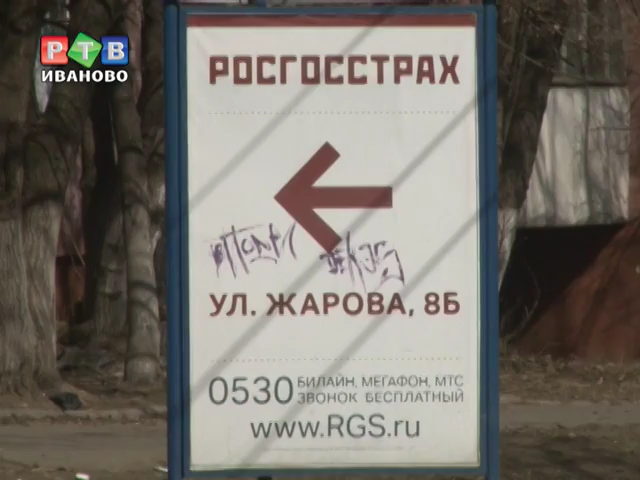 РТВ
ИВАНОВО
РОСГОССТРАХ
УЛ. ЖАРОВА, 8Б
0530 БИЛАЙН, МЕГАФОН, МТС
ЗВОНОК БЕСПЛАТНЫЙ
www.RGS.ru